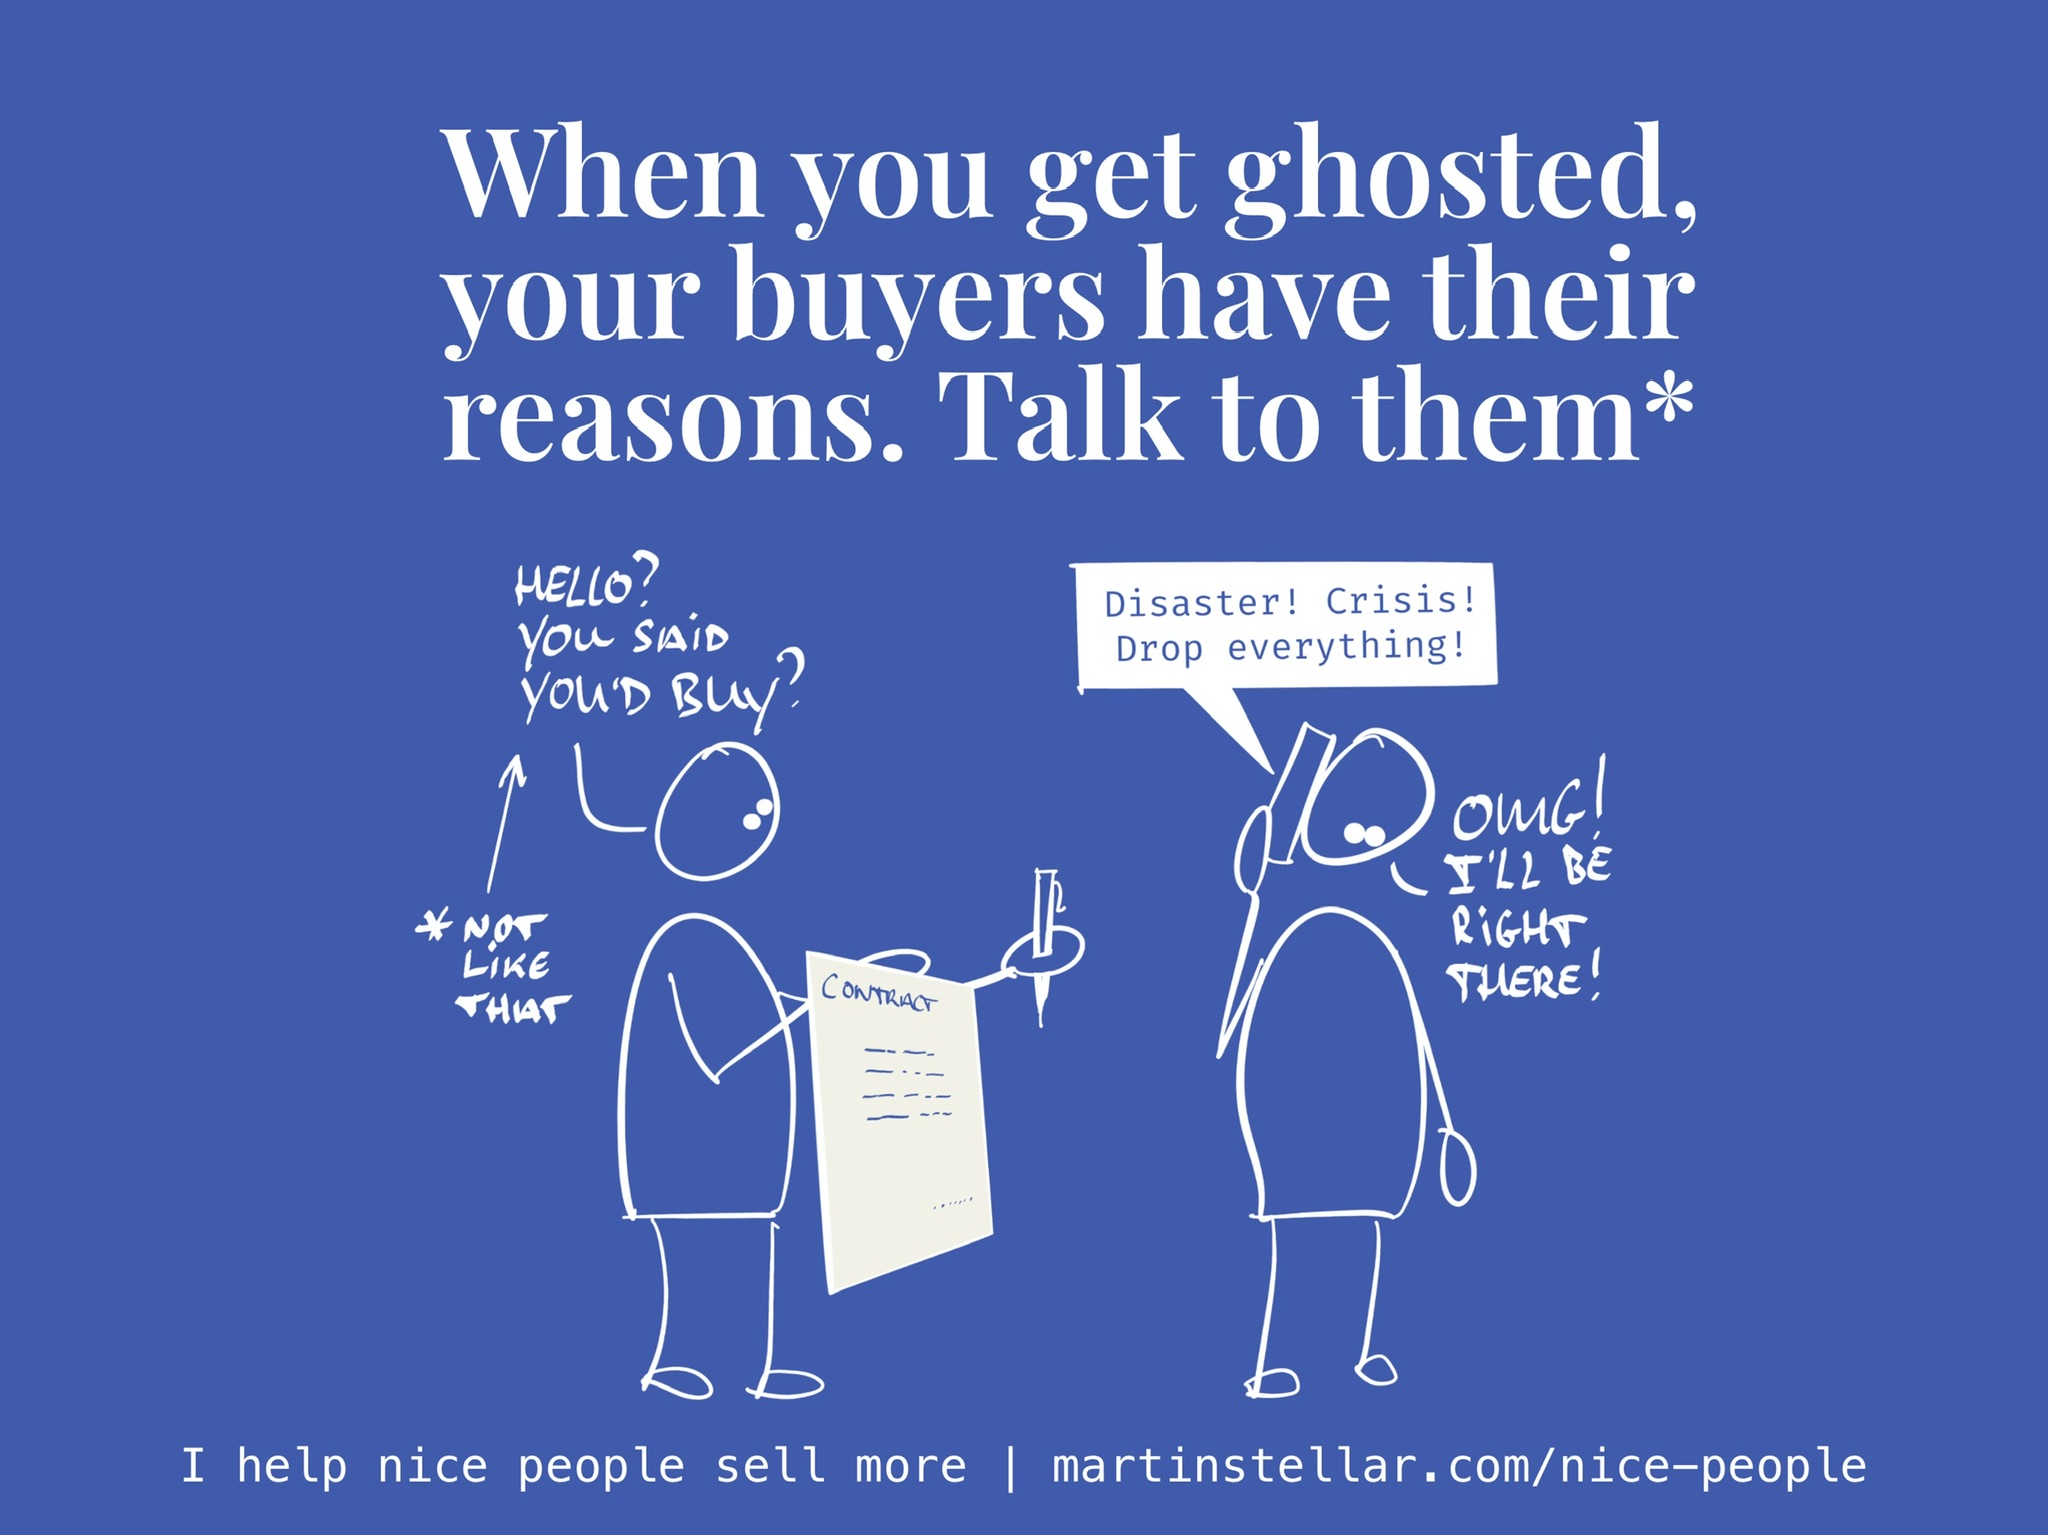 When you get ghosted,
your buyers have their
reasons. Talk to them*
HELLO?
YOU SAID
YOU'D BUY?
*NOT
LIKE
THAT
CONTRACT
Disaster! Crisis!
Drop everything!
OMG!
I'LL BE
RIGHT
THERE!
I help nice people sell more | martinstellar.com/nice-people